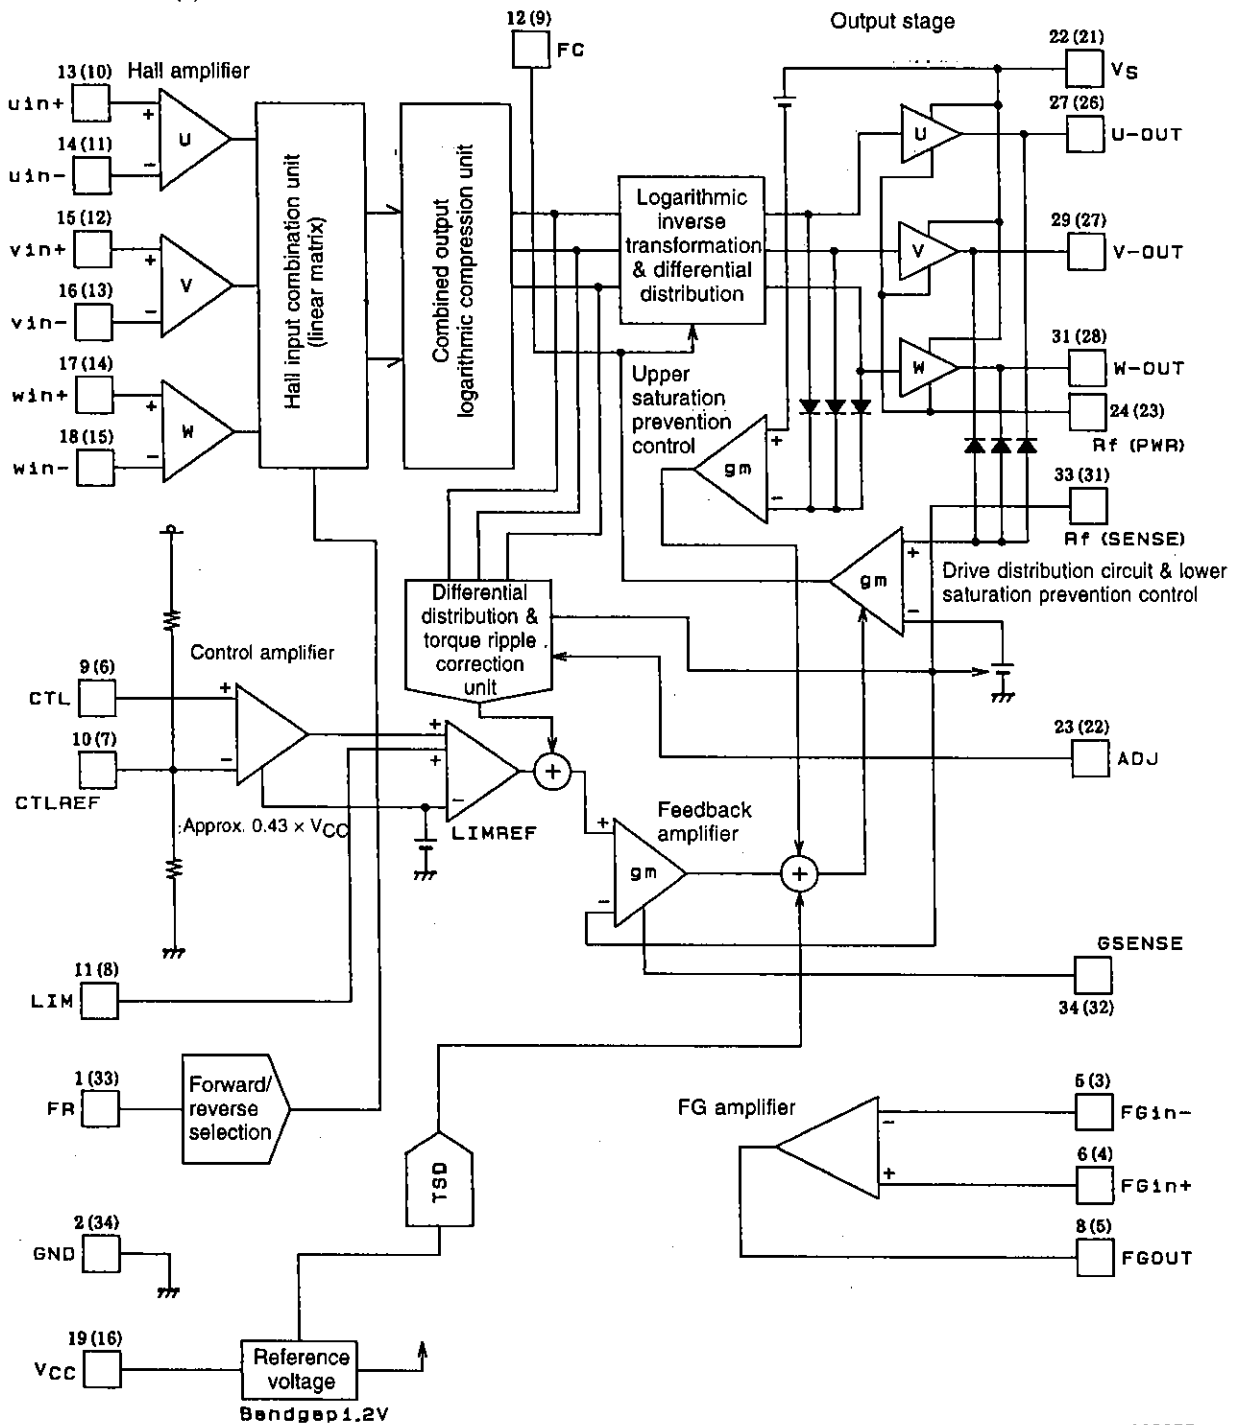 12 (9)
FC
Output stage
22 (21)
VS
13 (10)
Hall amplifier
uin+
+
U
-
14 (11)
uin-
27 (26)
U
U-OUT
15 (12)
vin+
+
V
-
16 (13)
vin-
29 (27)
V
V-OUT
17 (14)
win+
+
W
-
18 (15)
win-
31 (28)
W
W-OUT
24 (23)
Rf (PWR)
Hall input combination unit
(linear matrix)
Combined output
logarithmic compression unit
Logarithmic
inverse
transformation
& differential
distribution
Upper
saturation
prevention
control
+
gm
-
33 (31)
Rf (SENSE)
+
gm
-
Drive distribution circuit & lower
saturation prevention control
Differential
distribution &
torque ripple
correction
unit
Control amplifier
9 (6)
CTL
+
10 (7)
-
CTLREF
Approx. 0.43 × VCC
+
+
-
LIMREF
+
23 (22)
ADJ
Feedback
amplifier
+
gm
-
+
GSENSE
34 (32)
11 (8)
LIM
1 (33)
FR
Forward/
reverse
selection
TSD
FG amplifier
5 (3)
-
FGin-
6 (4)
+
FGin+
8 (5)
FGOUT
2 (34)
GND
19 (16)
VCC
Reference
voltage
Bandgap1.2V